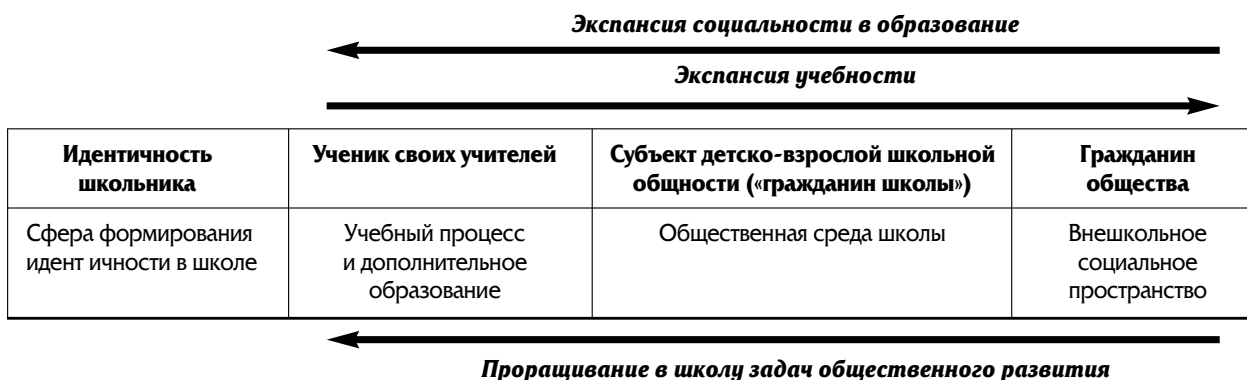 Экспансия социальности в образование
Экспансия учебности
Идентичность школьника
Ученик своих учителей
Субъект детско-взрослой школьной общности («гражданин школы»)
Гражданин общества
Сфера формирования идент ичности в школе
Учебный процесс и дополнительное образование
Общественная среда школы
Внешкольное социальное пространство
Проращивание в школу задач общественного развития